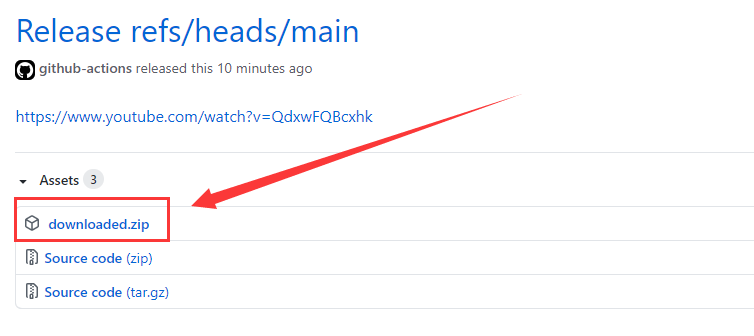 Release refs/heads/main
github-actions released this 10 minutes ago
https://www.youtube.com/watch?v=QdxwFQBcxhk
Assets 3
downloaded.zip
Source code (zip)
Source code (tar.gz)